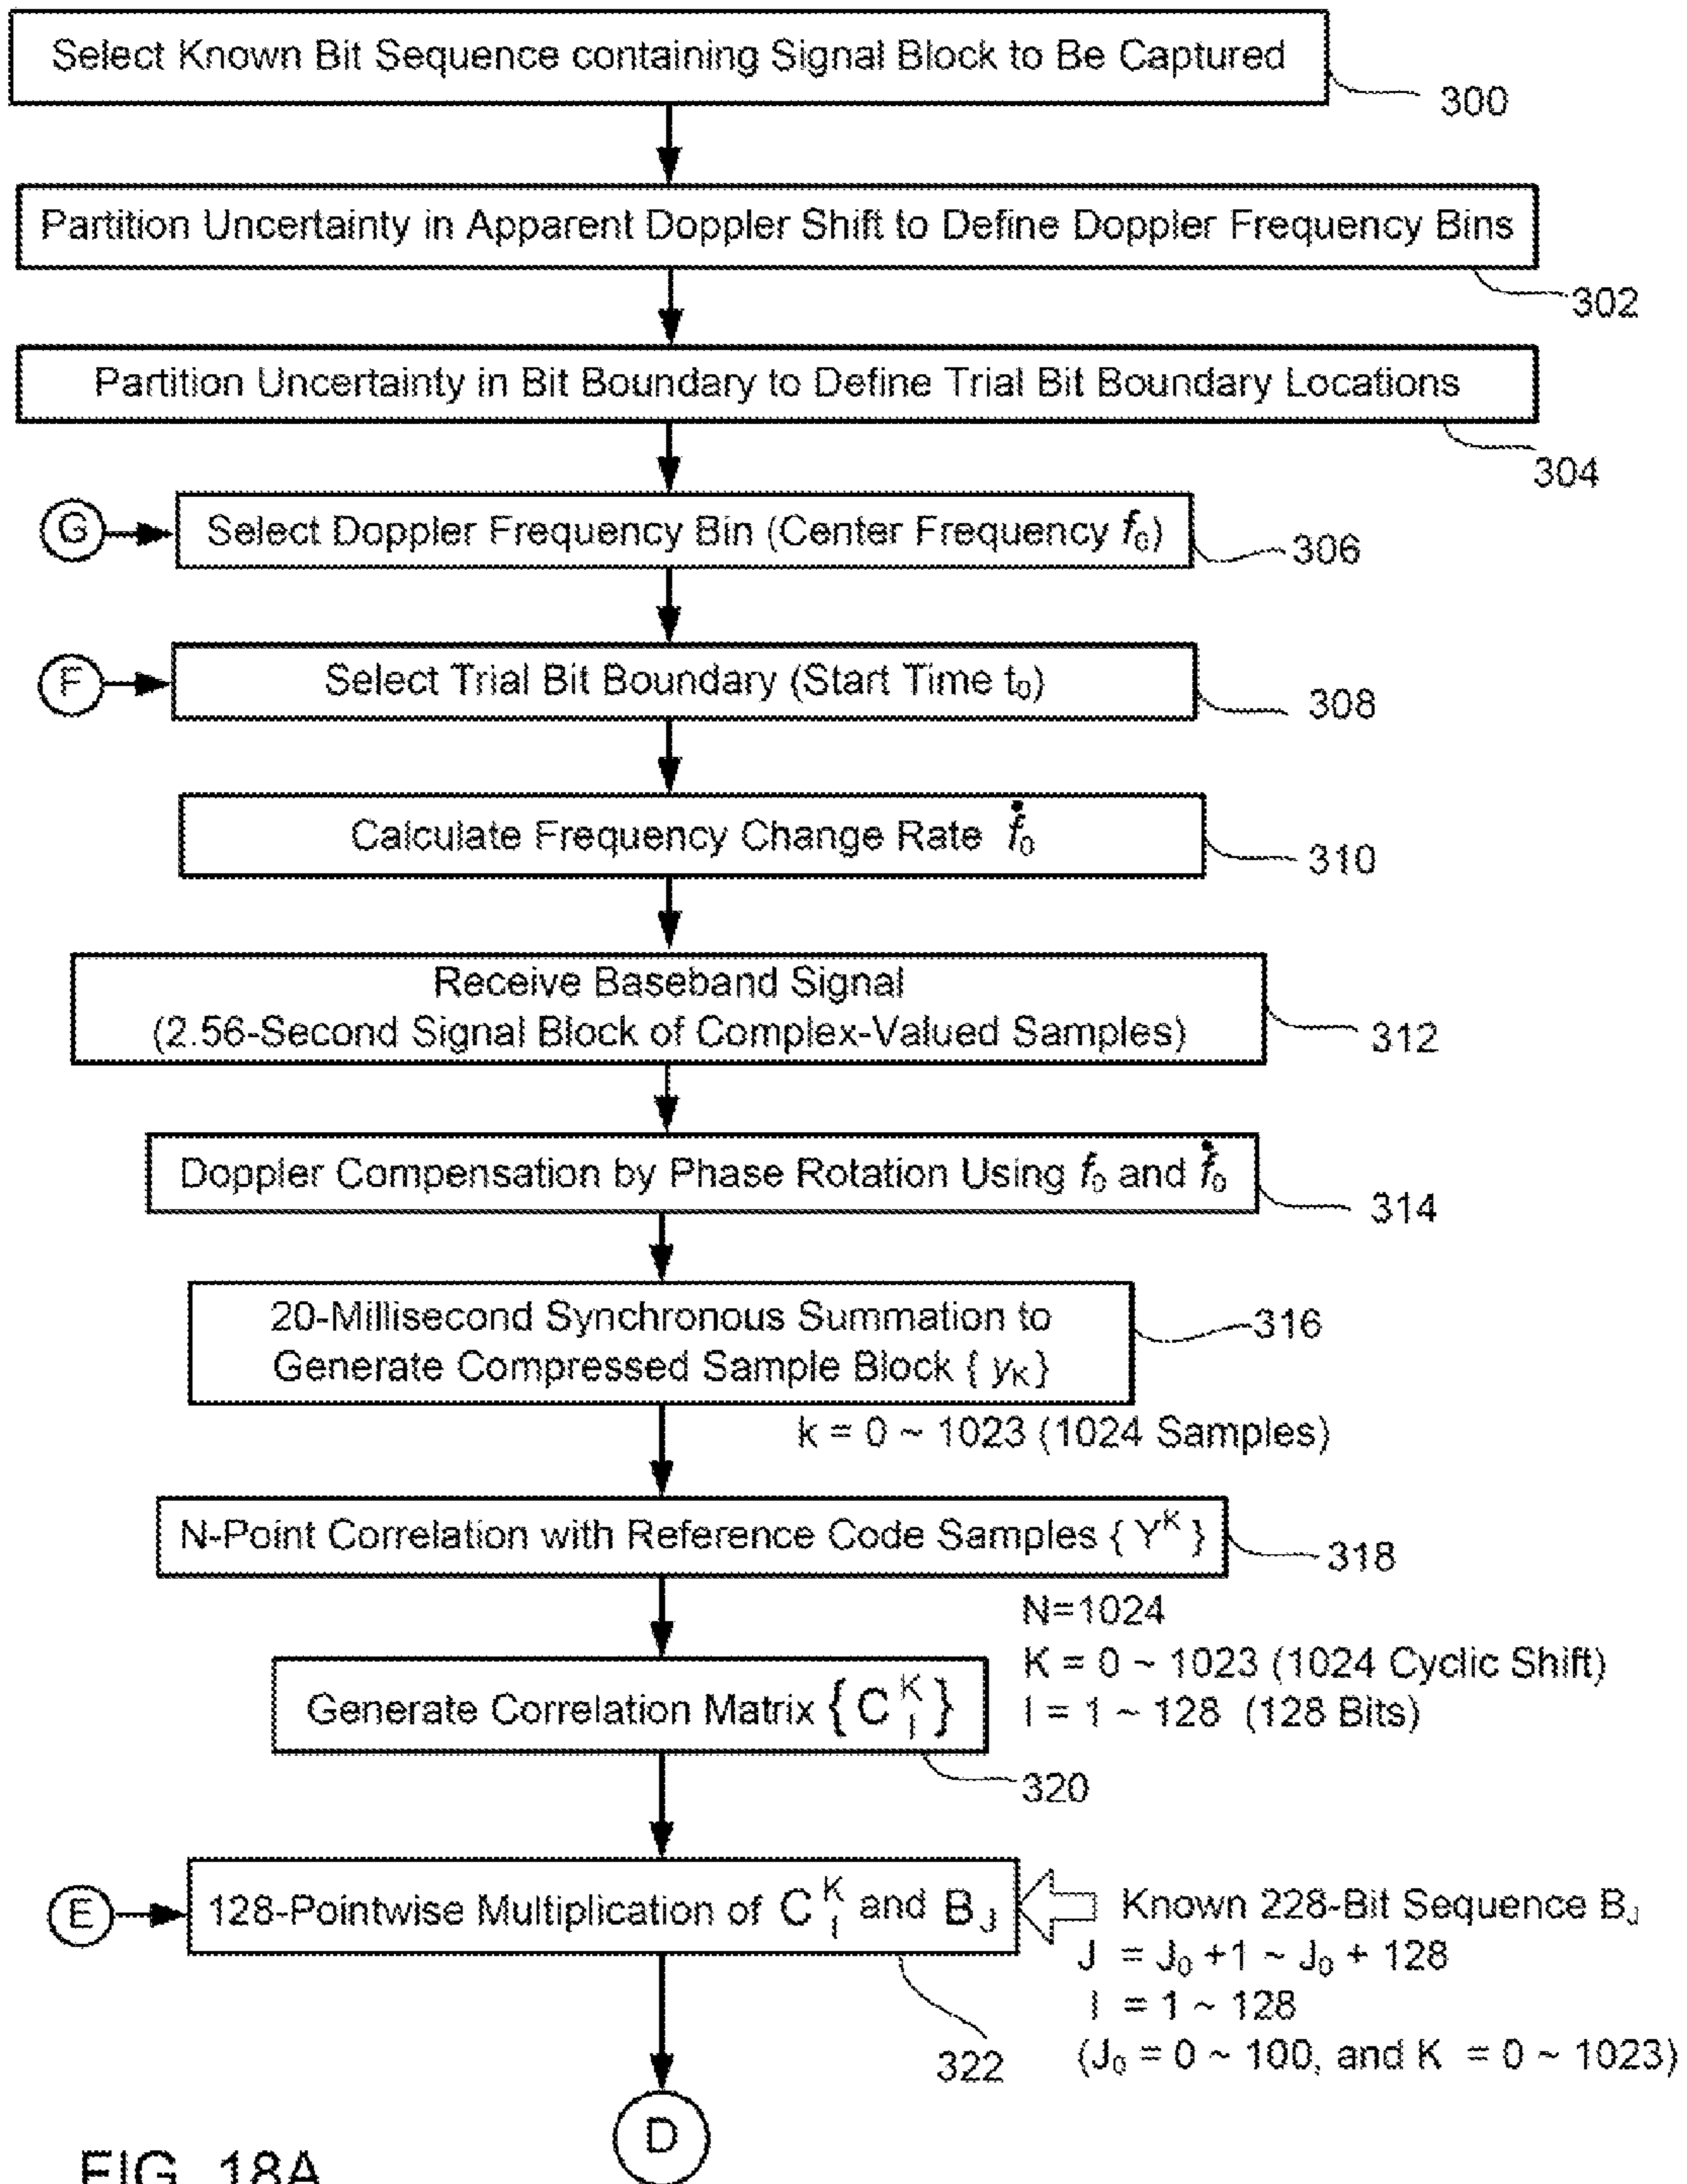 Select Known Bit Sequence containing Signal Block to Be Captured
300
Partition Uncertainty in Apparent Doppler Shift to Define Doppler Frequency Bins
302
Partition Uncertainty in Bit Boundary to Define Trial Bit Boundary Locations
304
G
Select Doppler Frequency Bin (Center Frequency f₀)
306
F
Select Trial Bit Boundary (Start Time t₀)
308
Calculate Frequency Change Rate ḟ₀
310
Receive Baseband Signal
(2.56-Second Signal Block of Complex-Valued Samples)
312
Doppler Compensation by Phase Rotation Using f₀ and ḟ₀
314
20-Millisecond Synchronous Summation to
Generate Compressed Sample Block { y_K }
316
k = 0 ~ 1023 (1024 Samples)
N-Point Correlation with Reference Code Samples { Y^K }
318
N=1024
K = 0 ~ 1023 (1024 Cyclic Shift)
I = 1 ~ 128 (128 Bits)
Generate Correlation Matrix { C_I^K }
320
E
128-Pointwise Multiplication of C_I^K and B_J
322
Known 228-Bit Sequence B_J
J = J₀ +1 ~ J₀ + 128
I = 1 ~ 128
(J₀ = 0 ~ 100, and K = 0 ~ 1023)
D
FIG. 18A